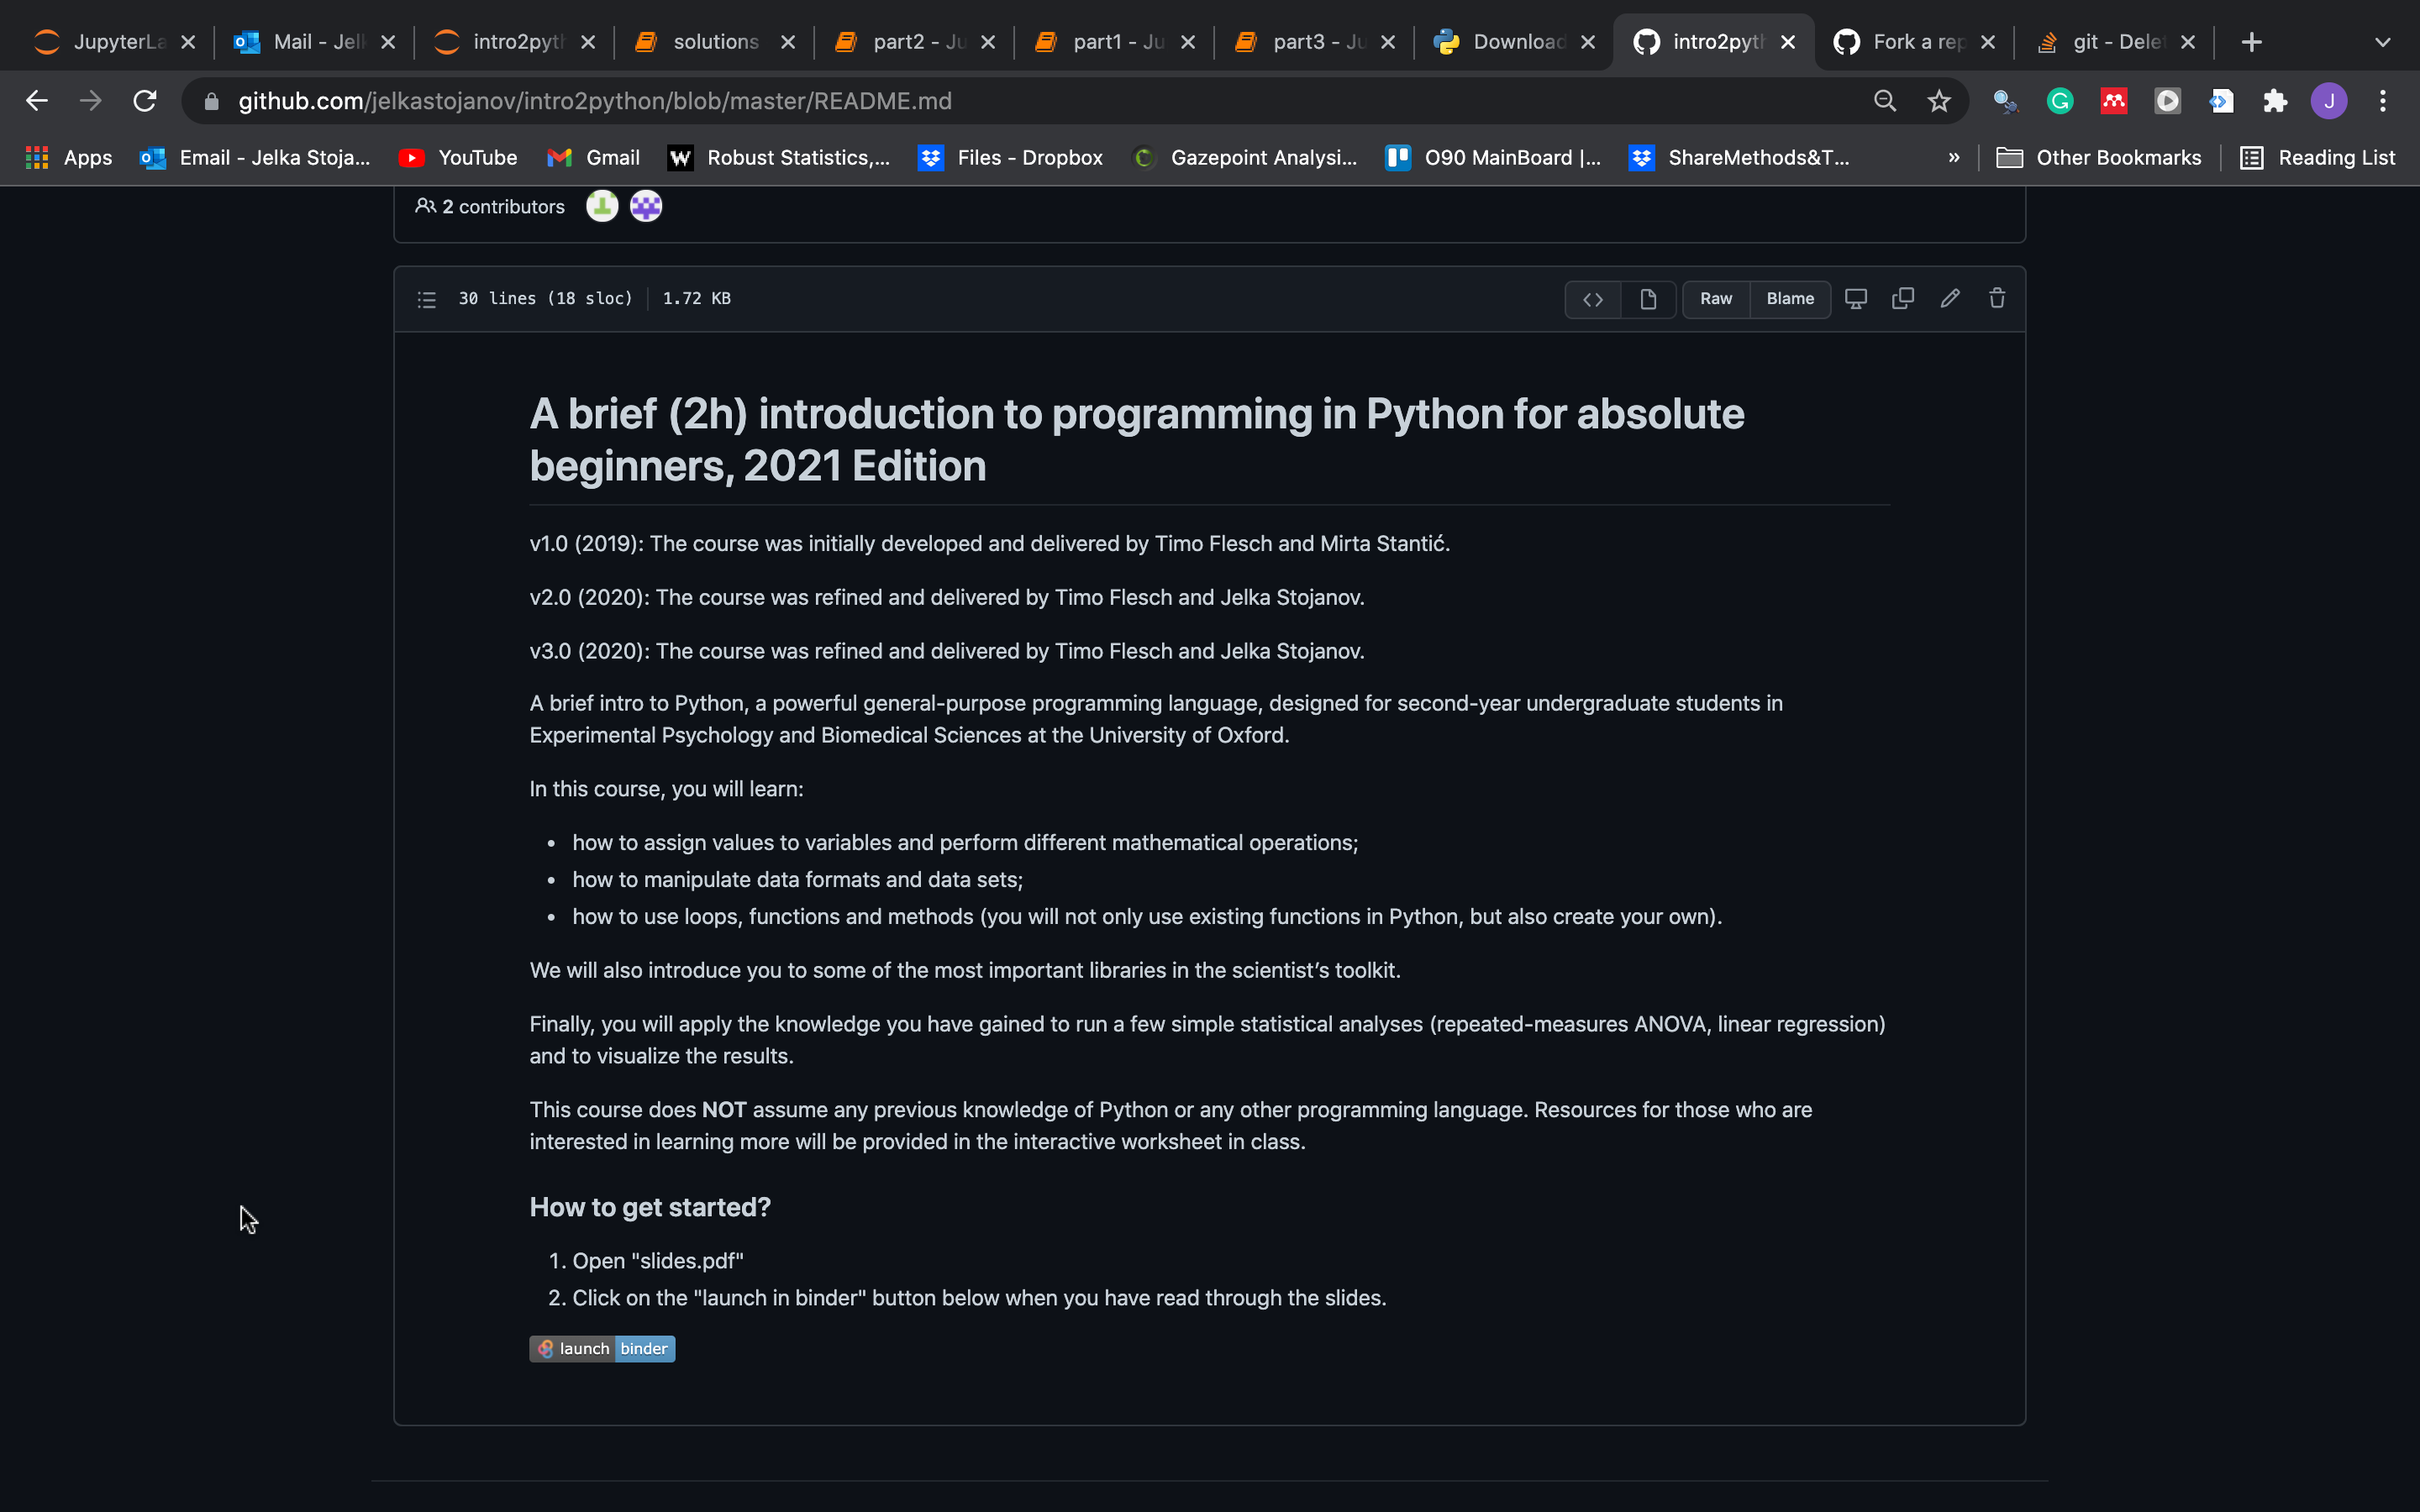 JupyterLa
Mail - Jelk
intro2pyth
solutions
part2 - Ju
part1 - Ju
part3 - Ju
Download
intro2pyth
Fork a rep
git - Delet
github.com/jelkastojanov/intro2python/blob/master/README.md
J
Apps
Email - Jelka Stoja...
YouTube
Gmail
Robust Statistics,...
Files - Dropbox
Gazepoint Analysi...
O90 MainBoard |...
ShareMethods&T...
»
Other Bookmarks
Reading List
2 contributors
30 lines (18 sloc)
1.72 KB
Raw
Blame
A brief (2h) introduction to programming in Python for absolute
beginners, 2021 Edition
v1.0 (2019): The course was initially developed and delivered by Timo Flesch and Mirta Stantić.
v2.0 (2020): The course was refined and delivered by Timo Flesch and Jelka Stojanov.
v3.0 (2020): The course was refined and delivered by Timo Flesch and Jelka Stojanov.
A brief intro to Python, a powerful general-purpose programming language, designed for second-year undergraduate students in
Experimental Psychology and Biomedical Sciences at the University of Oxford.
In this course, you will learn:
• how to assign values to variables and perform different mathematical operations;
• how to manipulate data formats and data sets;
• how to use loops, functions and methods (you will not only use existing functions in Python, but also create your own).
We will also introduce you to some of the most important libraries in the scientist's toolkit.
Finally, you will apply the knowledge you have gained to run a few simple statistical analyses (repeated-measures ANOVA, linear regression)
and to visualize the results.
This course does NOT assume any previous knowledge of Python or any other programming language. Resources for those who are
interested in learning more will be provided in the interactive worksheet in class.
How to get started?
1. Open "slides.pdf"
2. Click on the "launch in binder" button below when you have read through the slides.
launch binder